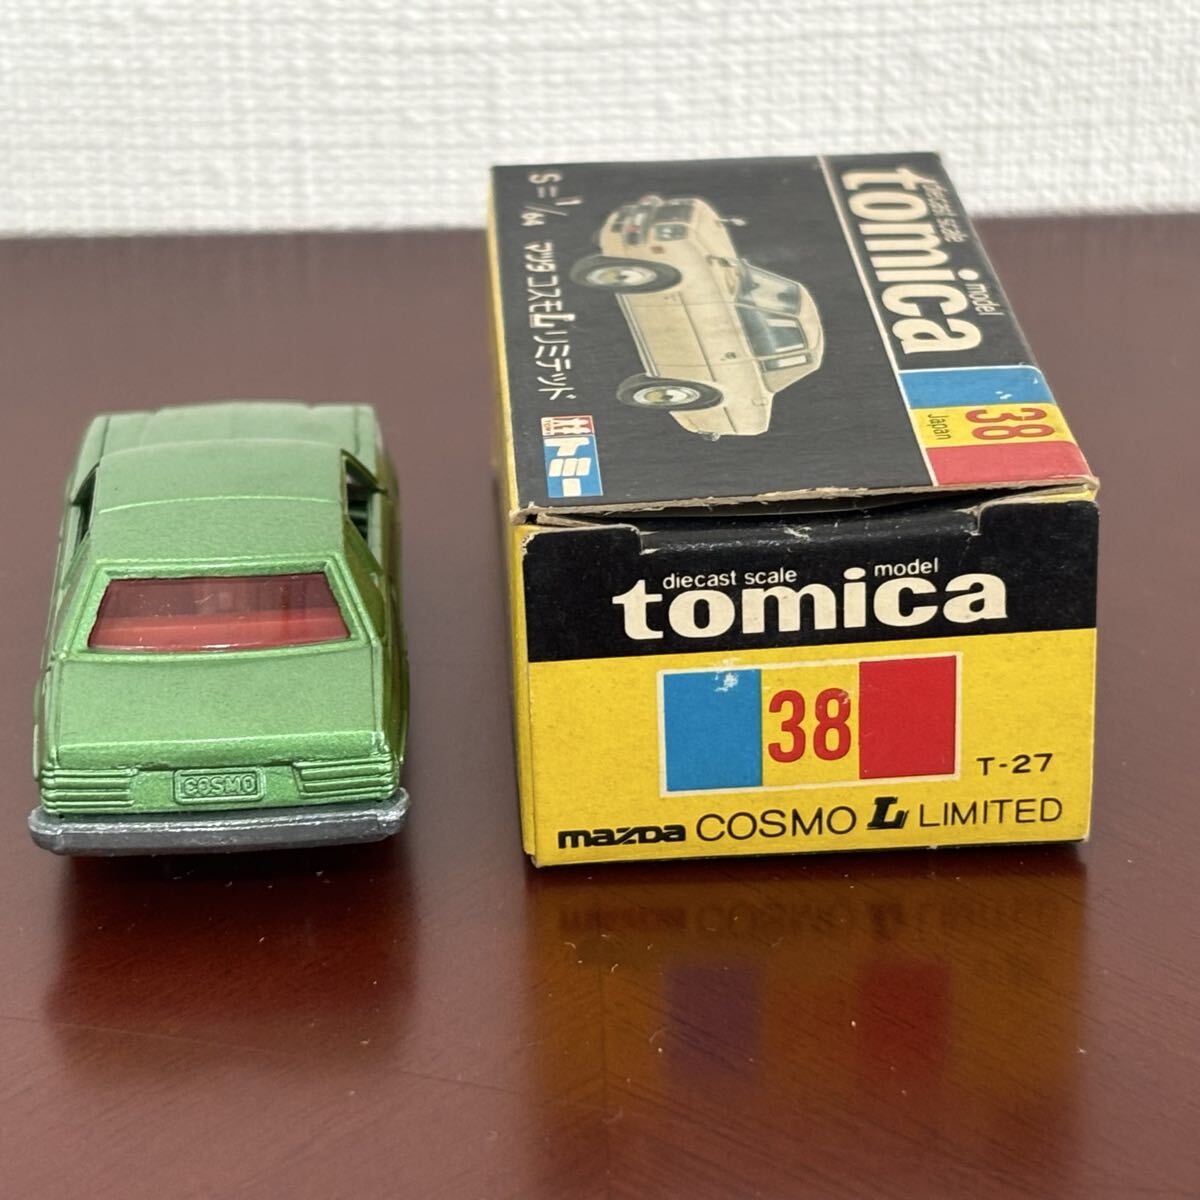 diecast scale model
tomica
38
Japan
S=1/64 マツダ コスモL リミテッド
TOMY
トミー
diecast scale model
tomica
38
T-27
mazda COSMO L LIMITED
COSMO